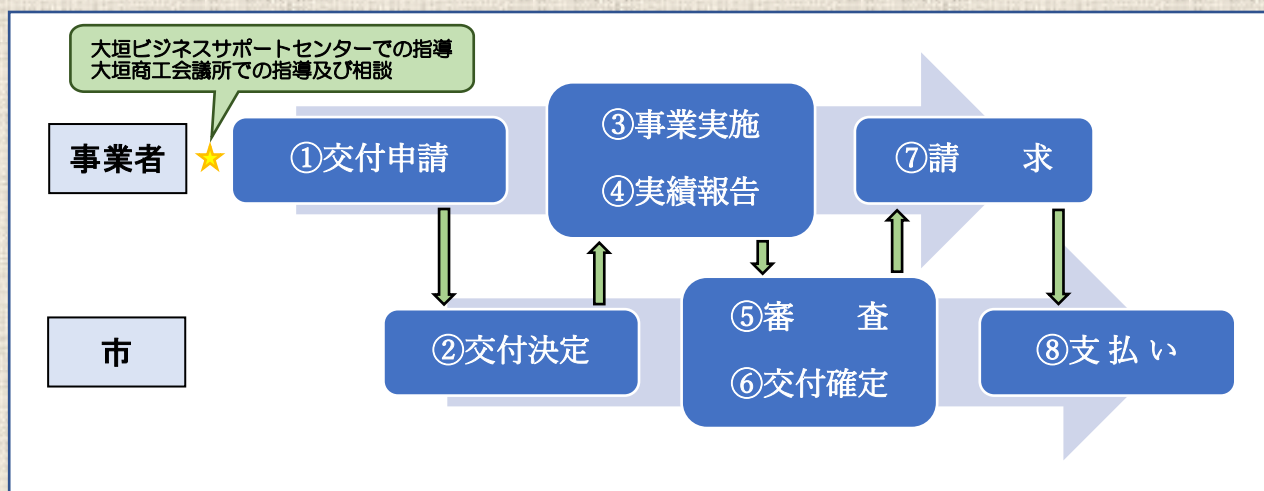 大垣ビジネスサポートセンターでの指導
大垣商工会議所での指導及び相談
事業者
①交付申請
③事業実施
④実績報告
⑦請　　求
市
②交付決定
⑤審　　査
⑥交付確定
⑧支払い